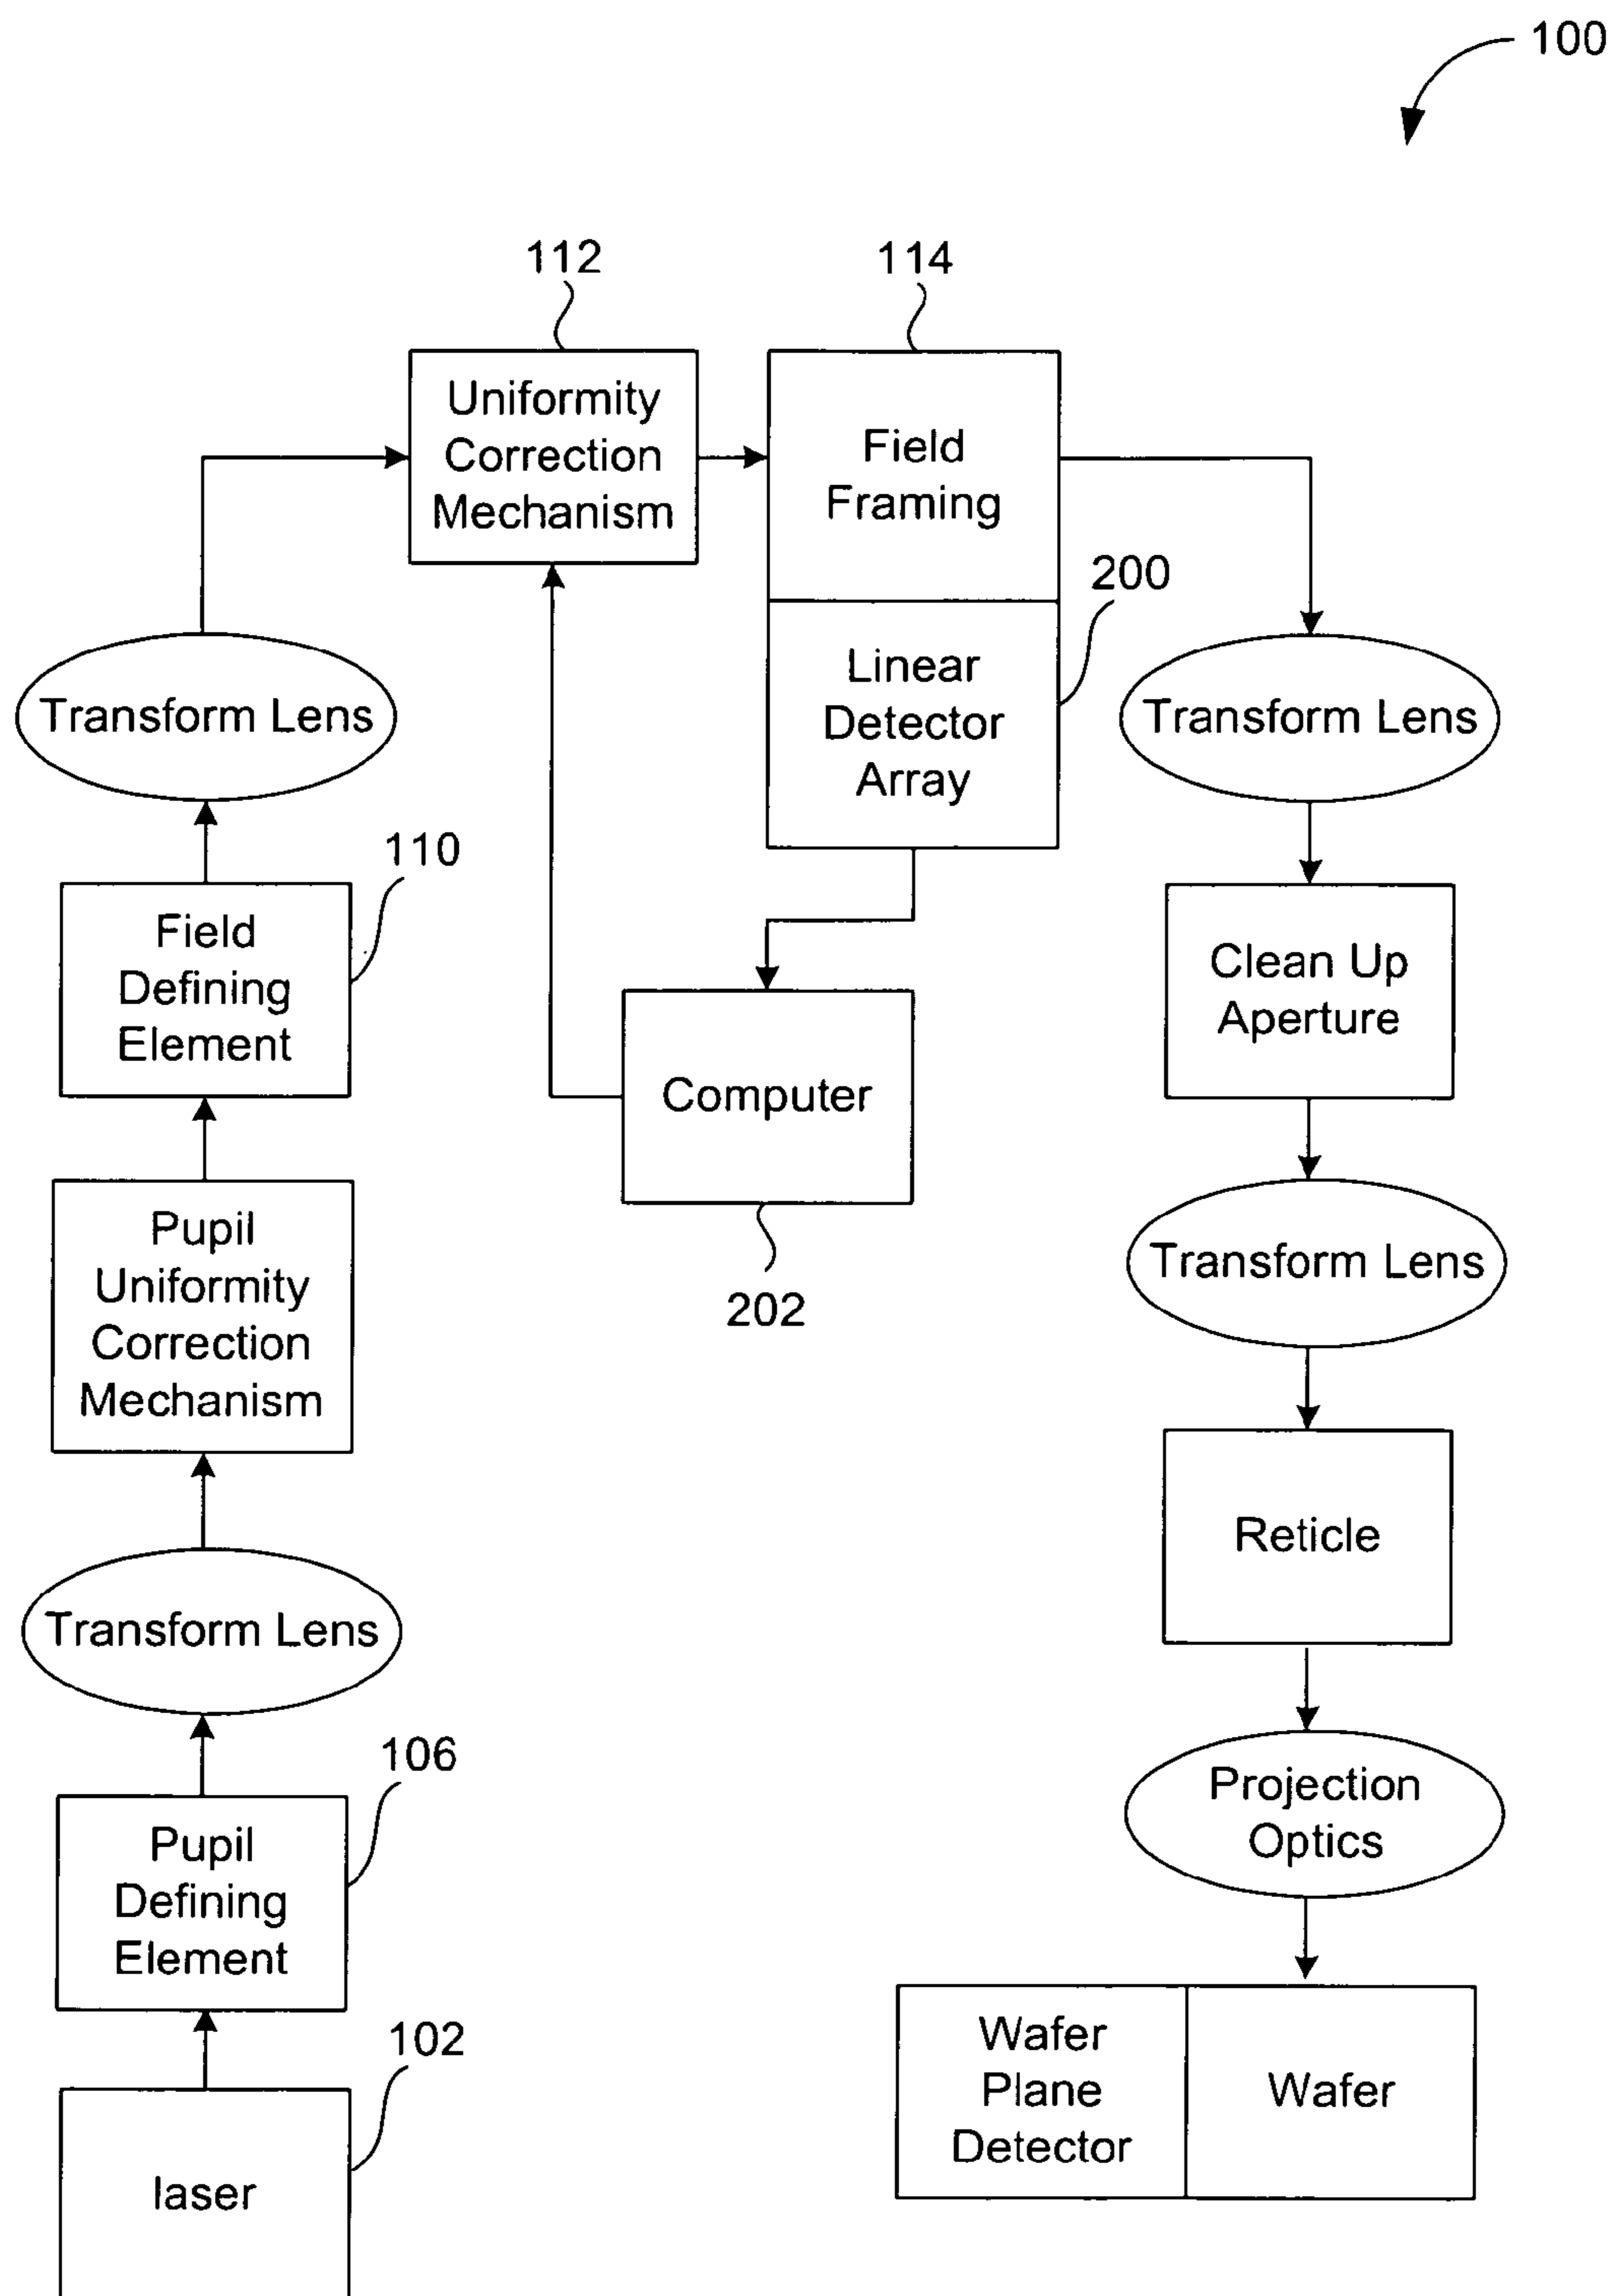 100
112
114
Uniformity
Correction
Mechanism
Field
Framing
200
Linear
Detector
Array
Transform Lens
Transform Lens
110
Field
Defining
Element
Clean Up
Aperture
Computer
202
Transform Lens
Pupil
Uniformity
Correction
Mechanism
Reticle
Transform Lens
106
Pupil
Defining
Element
Projection
Optics
102
laser
Wafer
Plane
Detector
Wafer